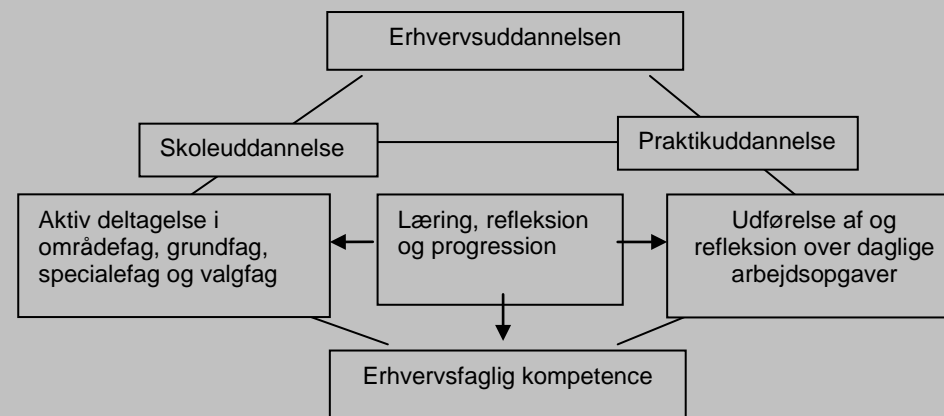 Erhvervsuddannelsen
Skoleuddannelse
Praktikuddannelse
Aktiv deltagelse i
områdefag, grundfag,
specialefag og valgfag
Læring, refleksion
og progression
Udførelse af og
refleksion over daglige
arbejdsopgaver
Erhvervsfaglig kompetence